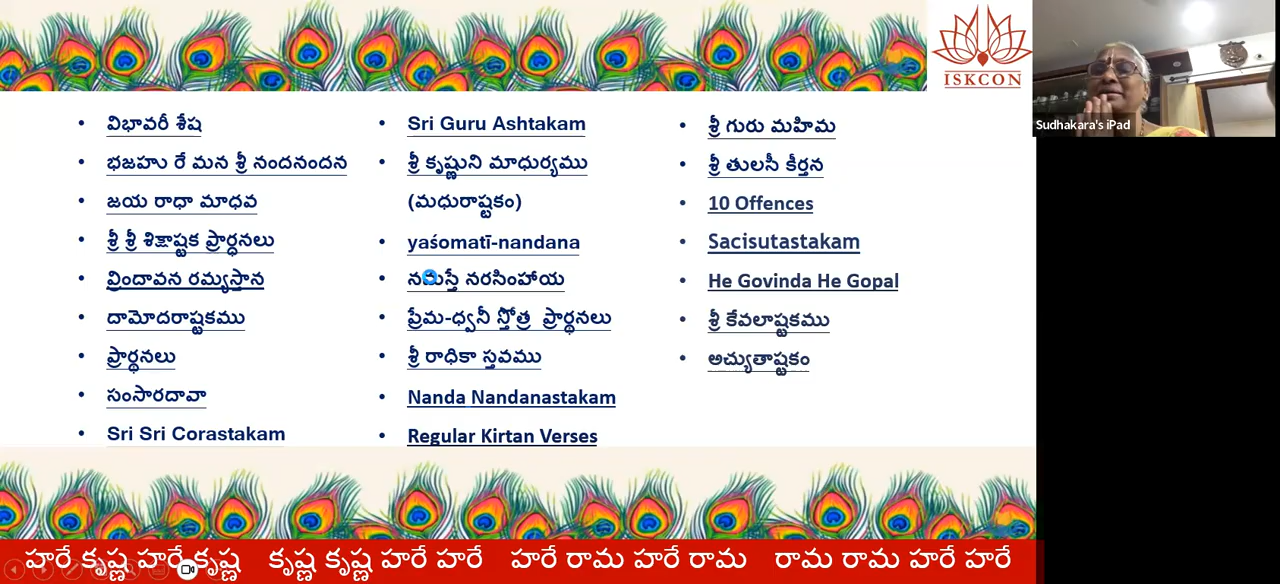 విభావరీ శేష
భజహు రే మన శ్రీ నందనందన
జయ రాధా మాధవ
శ్రీ శ్రీ శిక్షాష్టక ప్రార్థనలు
వ్రిందావన రమ్యస్తాన
దామోదరాష్టకము
ప్రార్థనలు
సంసారదావా
Sri Sri Corastakam
Sri Guru Ashtakam
శ్రీ కృష్ణుని మాధుర్యము
(మధురాష్టకం)
yaśomatī-nandana
నమస్తే నరసింహాయ
ప్రేమ-ధ్వనీ స్తోత్ర ప్రార్థనలు
శ్రీ రాధికా స్తవము
Nanda Nandanastakam
Regular Kirtan Verses
శ్రీ గురు మహిమ
శ్రీ తులసీ కీర్తన
10 Offences
Sacisutastakam
He Govinda He Gopal
శ్రీ కేవలాష్టకము
అచ్యుతాష్టకం
ISKCON
Sudhakara's iPad
హరే కృష్ణ హరే కృష్ణ కృష్ణ కృష్ణ హరే హరే హరే రామ హరే రామ రామ రామ హరే హరే